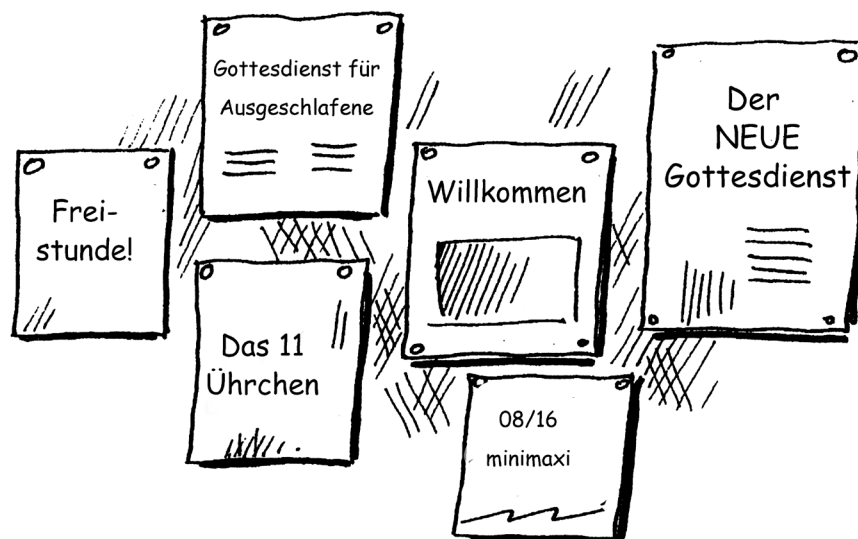 Gottesdienst für
Ausgeschlafene
Der
NEUE
Gottesdienst
Frei-
stunde!
Willkommen
Das 11
Ührchen
08/16
minimaxi